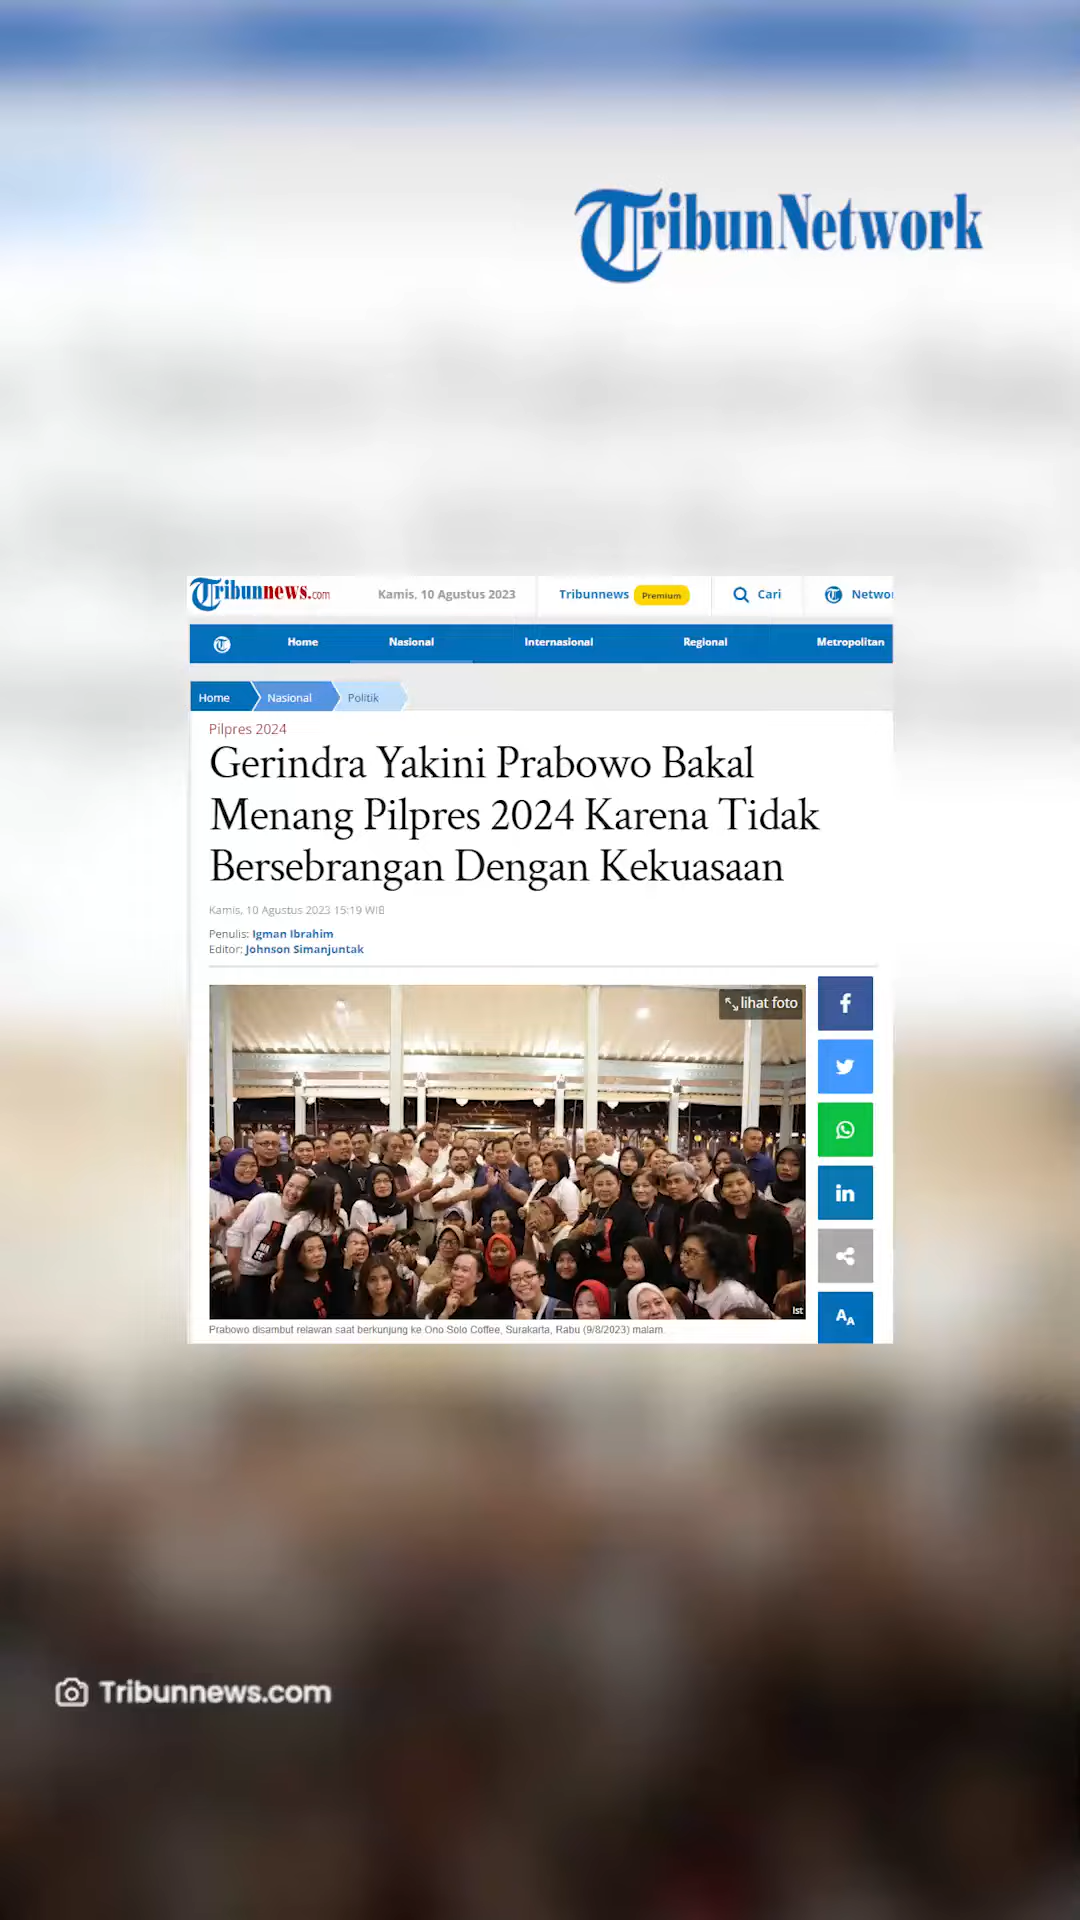 Tribun Network
Tribunnews.com
Kamis, 10 Agustus 2023
Tribunnews Premium
Cari
Networ
Home
Nasional
Internasional
Regional
Metropolitan
Home
Nasional
Politik
Pilpres 2024
Gerindra Yakini Prabowo Bakal
Menang Pilpres 2024 Karena Tidak
Bersebrangan Dengan Kekuasaan
Kamis, 10 Agustus 2023 15:19 WIB
Penulis: Igman Ibrahim
Editor: Johnson Simanjuntak
lihat foto
Ist
Prabowo disambut relawan saat berkunjung ke Ono Solo Coffee, Surakarta, Rabu (9/8/2023) malam.
Tribunnews.com